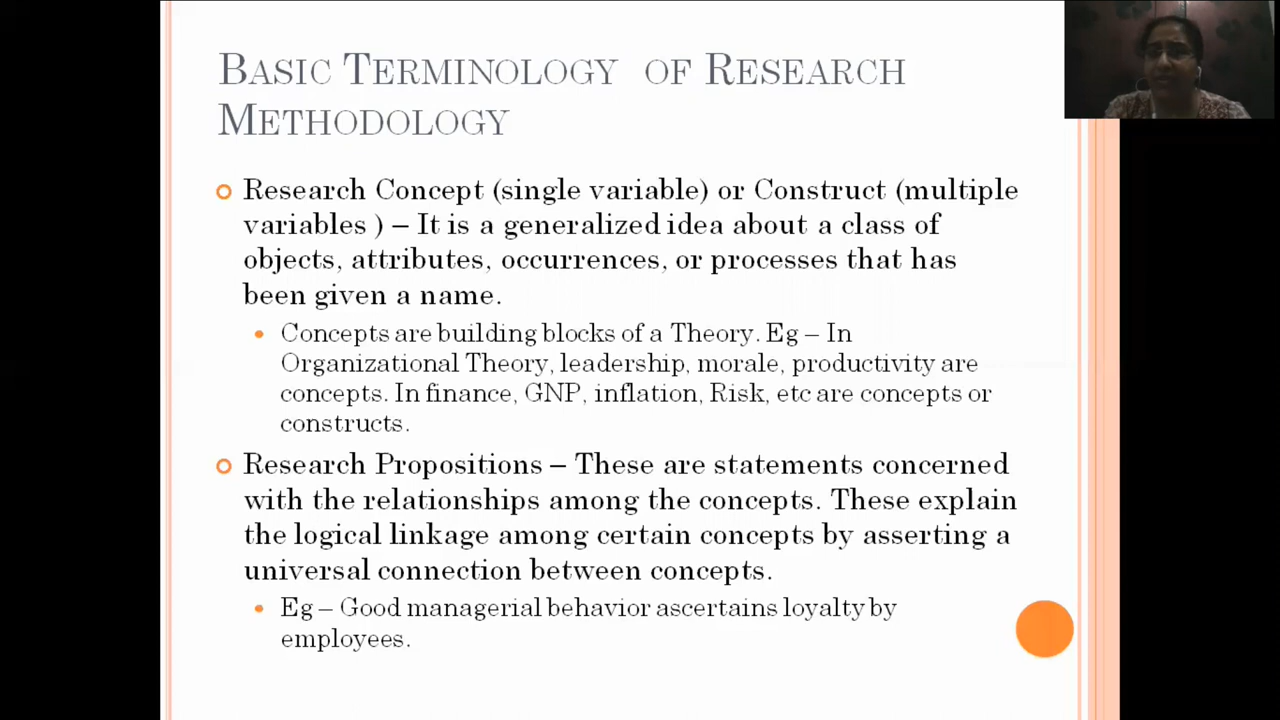 BASIC TERMINOLOGY OF RESEARCH
METHODOLOGY
Research Concept (single variable) or Construct (multiple
variables ) – It is a generalized idea about a class of
objects, attributes, occurrences, or processes that has
been given a name.
Concepts are building blocks of a Theory. Eg – In
Organizational Theory, leadership, morale, productivity are
concepts. In finance, GNP, inflation, Risk, etc are concepts or
constructs.
Research Propositions – These are statements concerned
with the relationships among the concepts. These explain
the logical linkage among certain concepts by asserting a
universal connection between concepts.
Eg – Good managerial behavior ascertains loyalty by
employees.